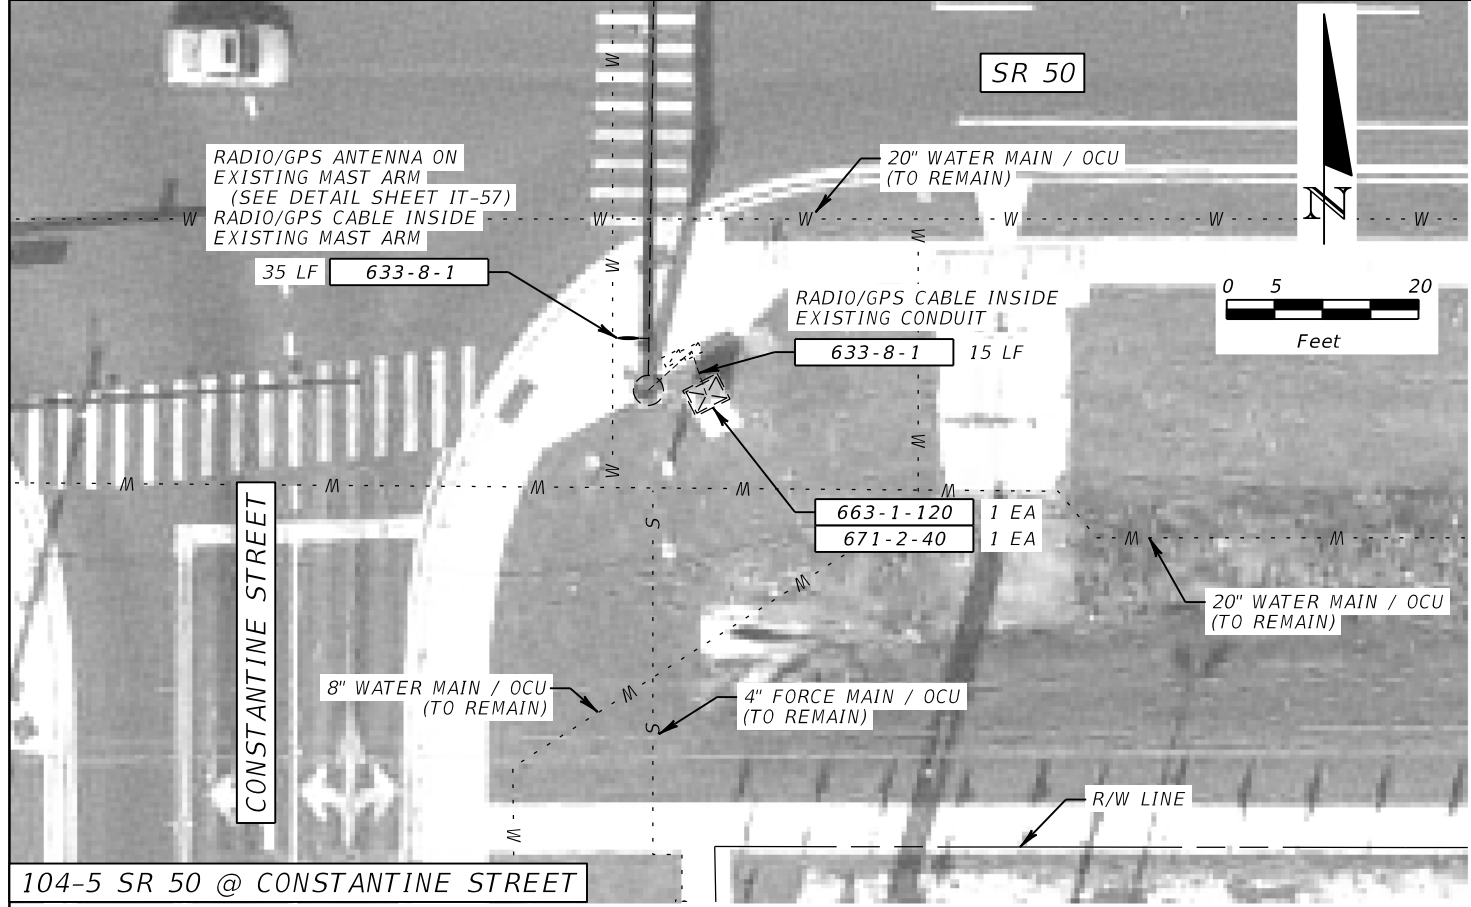 SR 50
RADIO/GPS ANTENNA ON
EXISTING MAST ARM
(SEE DETAIL SHEET IT-57)
RADIO/GPS CABLE INSIDE
EXISTING MAST ARM
35 LF 633-8-1
20" WATER MAIN / OCU
(TO REMAIN)
N
0 5 20
Feet
RADIO/GPS CABLE INSIDE
EXISTING CONDUIT
633-8-1 15 LF
W W W W W W
W
W
W
W
W
W W W W W
S
663-1-120 1 EA
671-2-40 1 EA
W W
W
20" WATER MAIN / OCU
(TO REMAIN)
CONSTANTINE STREET
8" WATER MAIN / OCU
(TO REMAIN)
W
4" FORCE MAIN / OCU
(TO REMAIN)
S
R/W LINE
W
104-5 SR 50 @ CONSTANTINE STREET